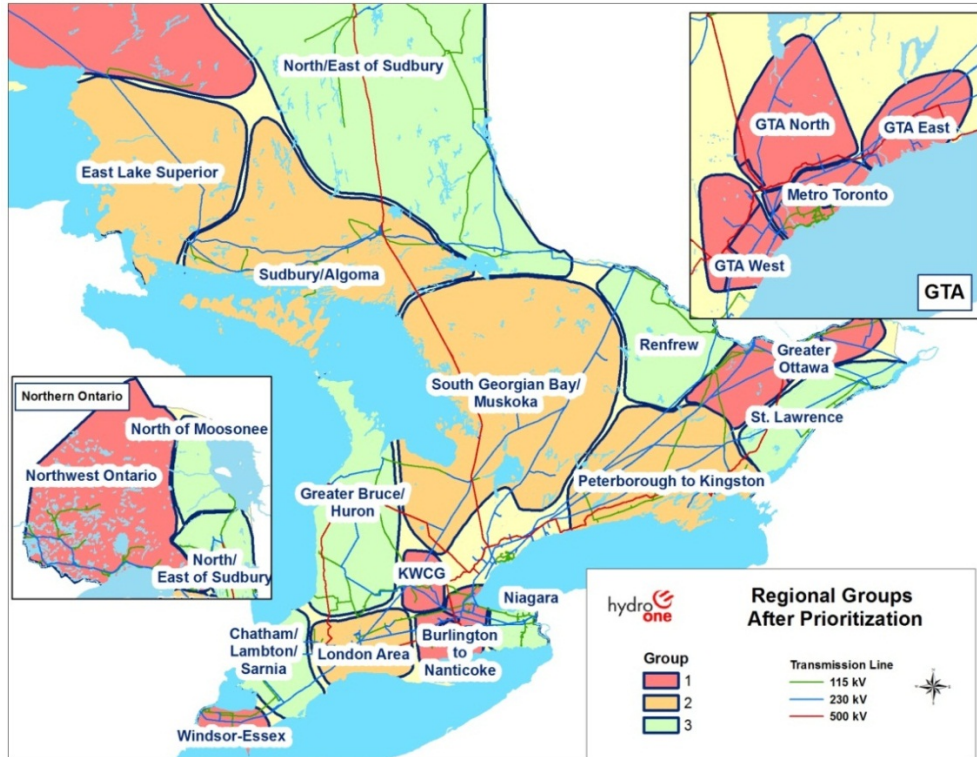 North/East of Sudbury
East Lake Superior
Sudbury/Algoma
GTA North
GTA East
Metro Toronto
GTA West
GTA
Renfrew
Greater
Ottawa
St. Lawrence
South Georgian Bay/
Muskoka
Peterborough to Kingston
Northern Ontario
North of Moosonee
Northwest Ontario
North/
East of Sudbury
Greater Bruce/
Huron
KWCG
Niagara
Burlington
to
Nanticoke
Chatham/
Lambton/
Sarnia
London Area
Windsor-Essex
hydro
one
Regional Groups
After Prioritization
Group
1
2
3
Transmission Line
115 kV
230 kV
500 kV